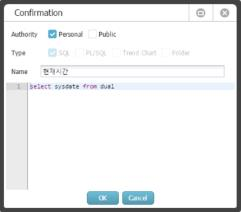 Confirmation
Authority Personal Public
Type SQL PL/SQL Trend Chart Folder
Name 현재시간
1 select sysdate from dual
OK Cancel